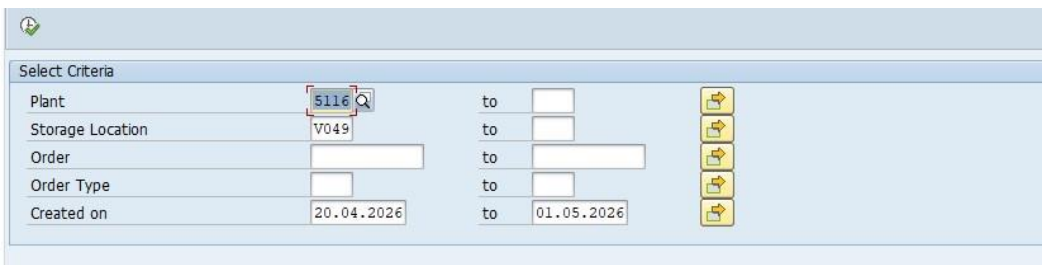 Select Criteria
Plant 5116 to
Storage Location V049 to
Order to
Order Type to
Created on 20.04.2026 to 01.05.2026